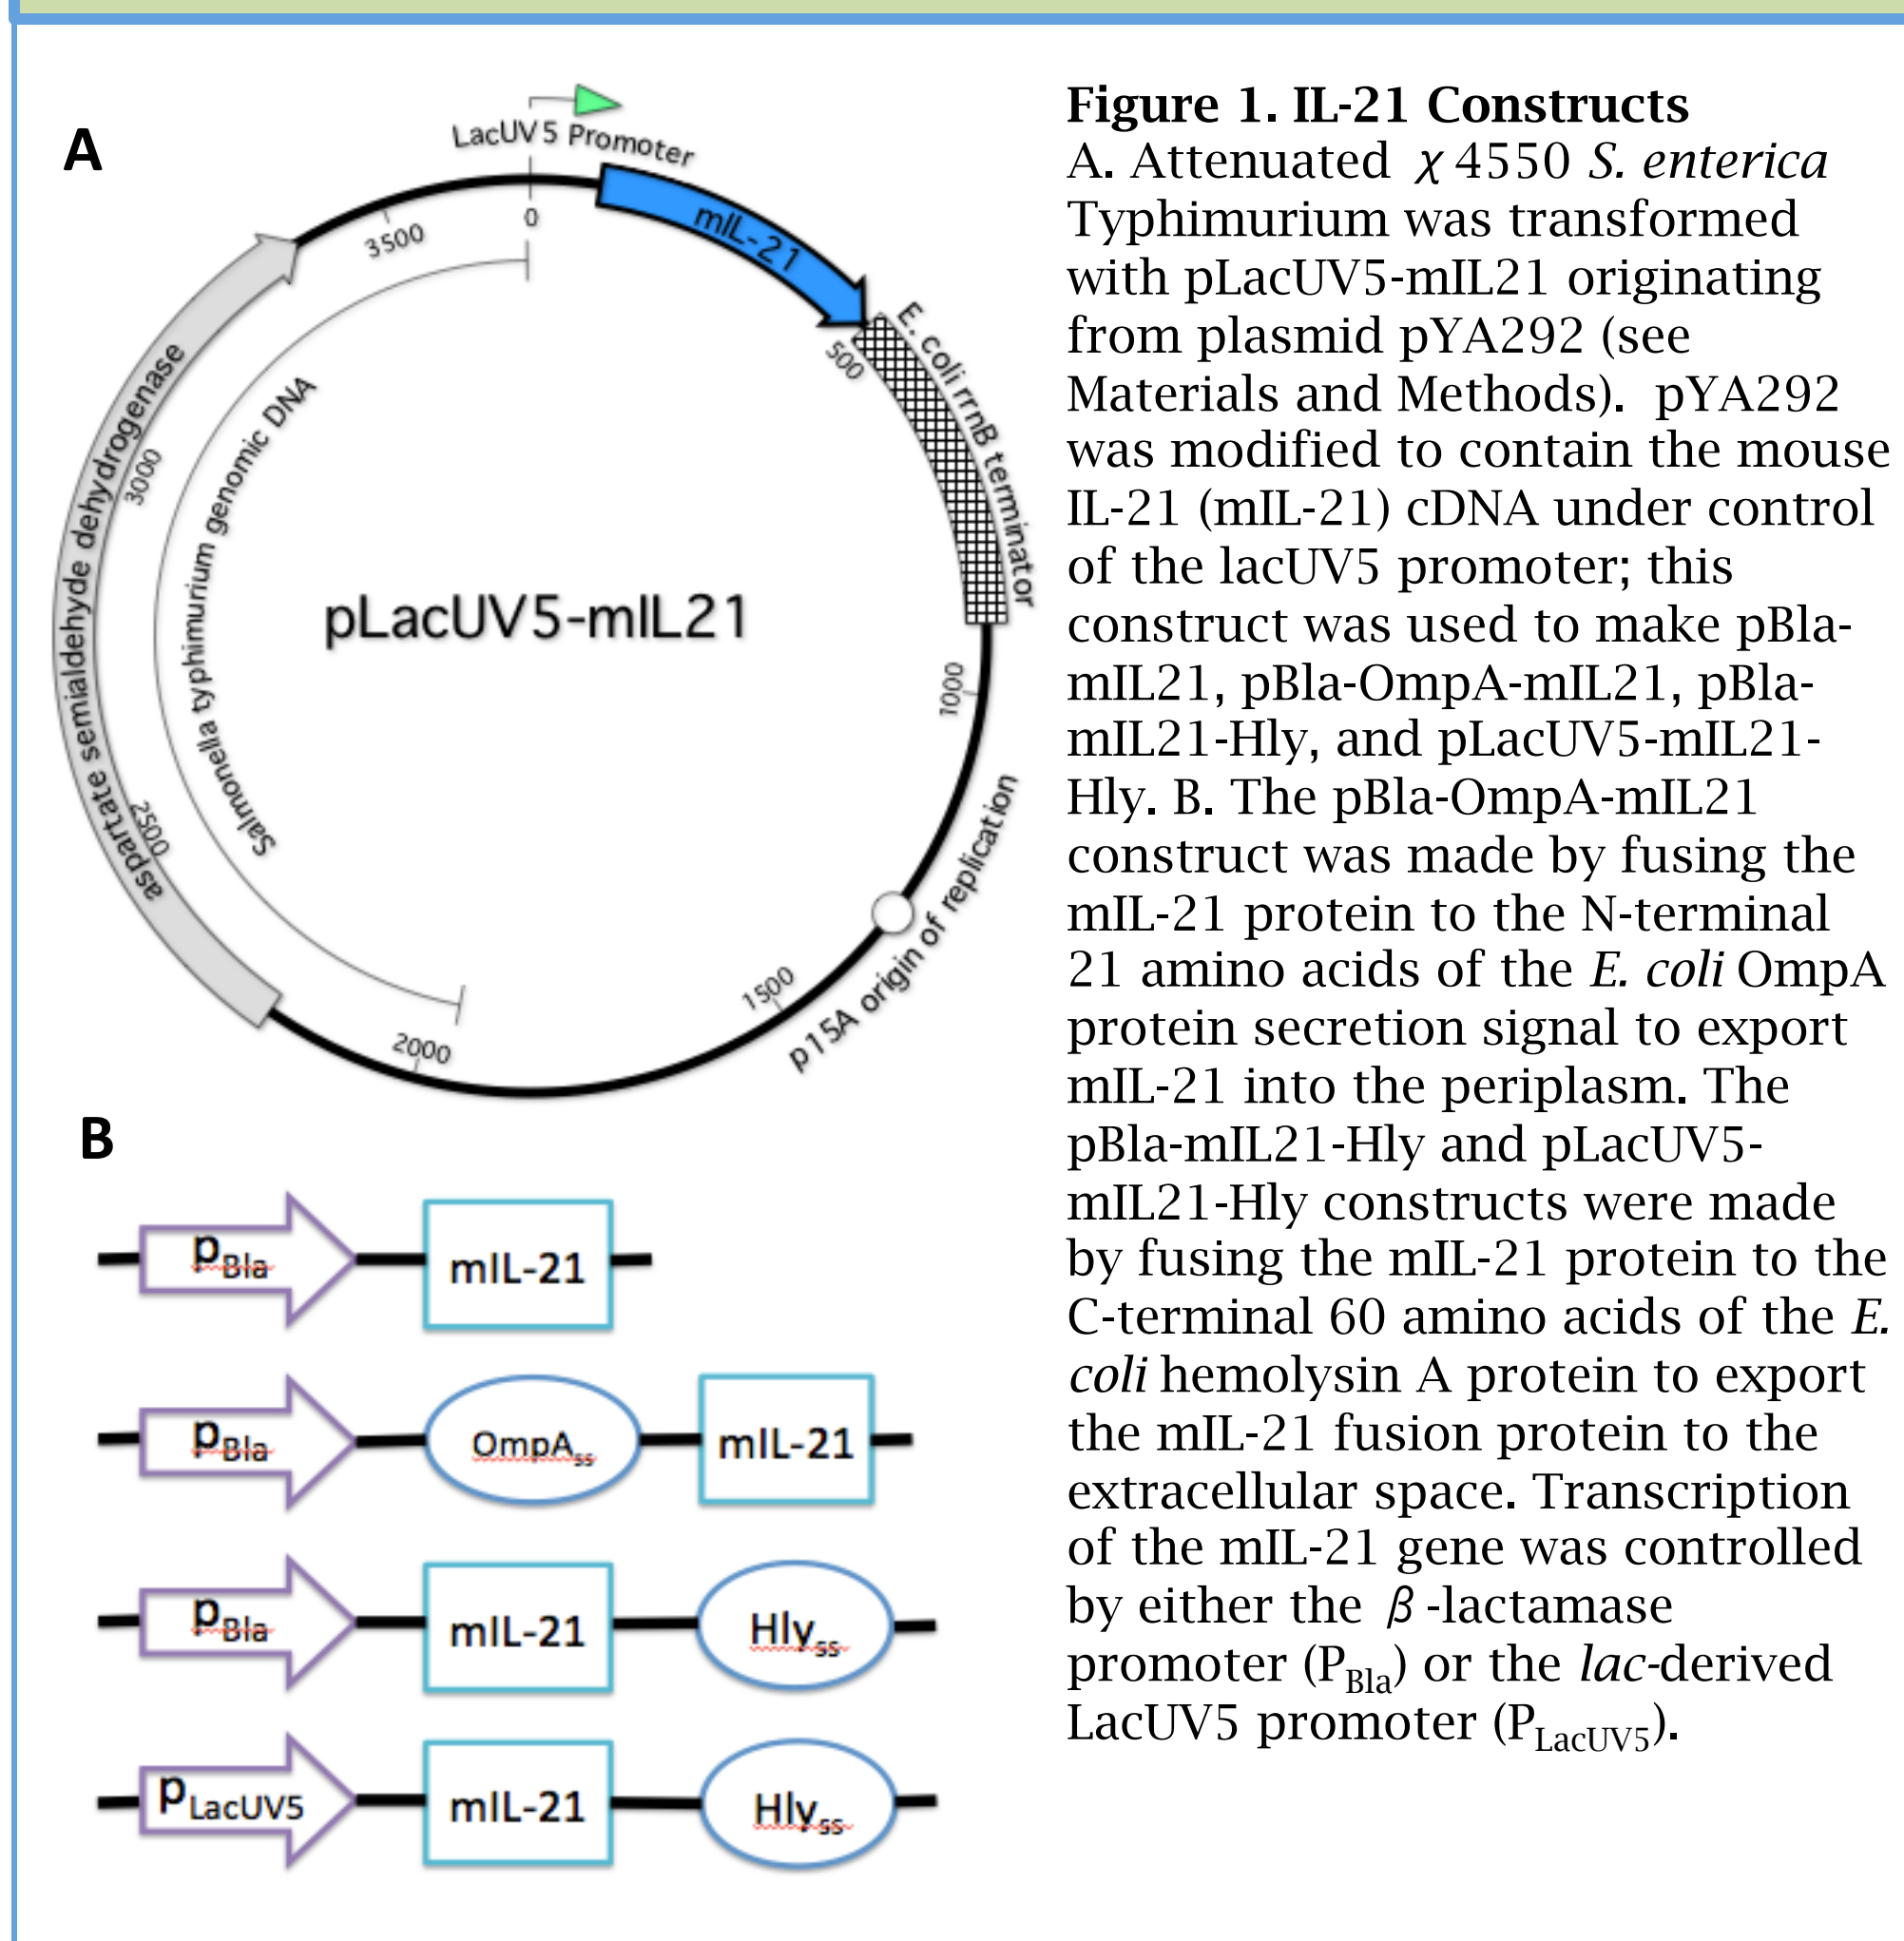 A
LacUV5 Promoter
0
mIL-21
500
E. coli rrnB terminator
1000
p15A origin of replication
1500
2000
2500
3000
3500
aspartate semialdehyde dehydrogenase
Salmonella typhimurium genomic DNA
pLacUV5-mIL21
B
pBla
mIL-21
pBla
OmpAss
mIL-21
pBla
mIL-21
Hlyss
pLacUV5
mIL-21
Hlyss
Figure 1. IL-21 Constructs
A. Attenuated χ4550 S. enterica
Typhimurium was transformed
with pLacUV5-mIL21 originating
from plasmid pYA292 (see
Materials and Methods). pYA292
was modified to contain the mouse
IL-21 (mIL-21) cDNA under control
of the lacUV5 promoter; this
construct was used to make pBla-
mIL21, pBla-OmpA-mIL21, pBla-
mIL21-Hly, and pLacUV5-mIL21-
Hly. B. The pBla-OmpA-mIL21
construct was made by fusing the
mIL-21 protein to the N-terminal
21 amino acids of the E. coli OmpA
protein secretion signal to export
mIL-21 into the periplasm. The
pBla-mIL21-Hly and pLacUV5-
mIL21-Hly constructs were made
by fusing the mIL-21 protein to the
C-terminal 60 amino acids of the E.
coli hemolysin A protein to export
the mIL-21 fusion protein to the
extracellular space. Transcription
of the mIL-21 gene was controlled
by either the β-lactamase
promoter (PBla) or the lac-derived
LacUV5 promoter (PLacUV5).